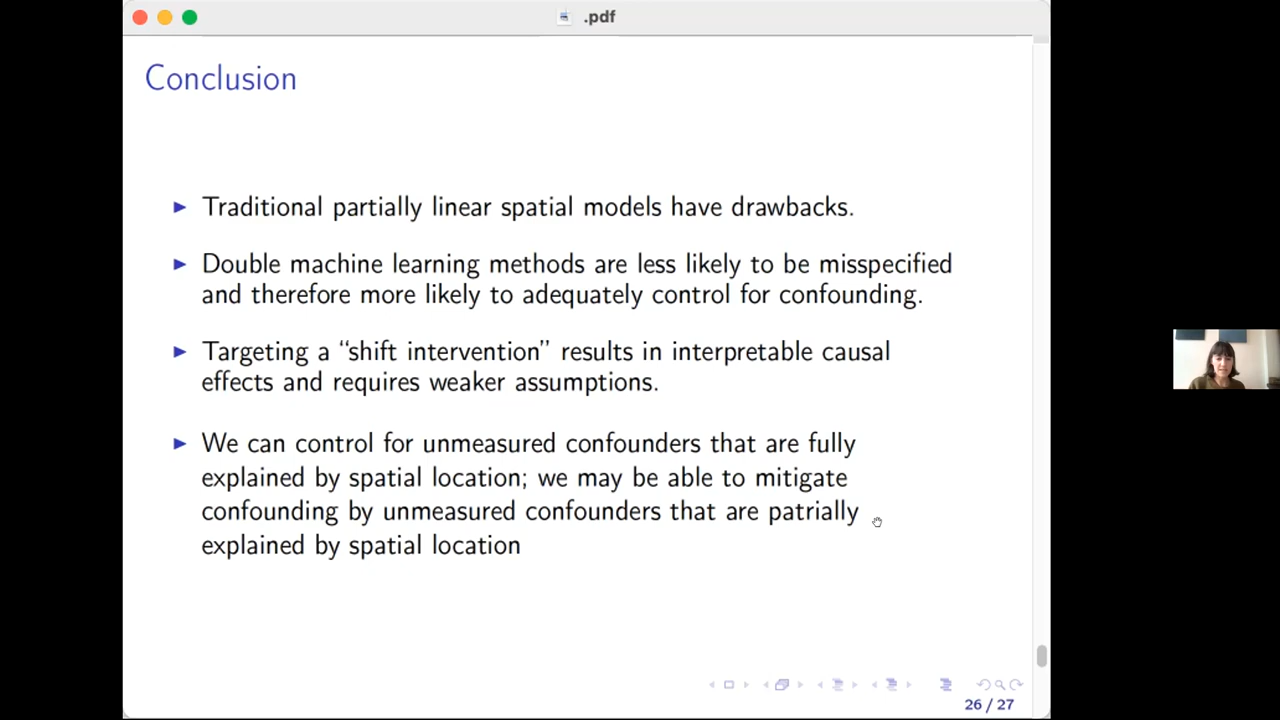 .pdf
Conclusion
Traditional partially linear spatial models have drawbacks.
Double machine learning methods are less likely to be misspecified
and therefore more likely to adequately control for confounding.
Targeting a “shift intervention” results in interpretable causal
effects and requires weaker assumptions.
We can control for unmeasured confounders that are fully
explained by spatial location; we may be able to mitigate
confounding by unmeasured confounders that are patrially
explained by spatial location
26 / 27